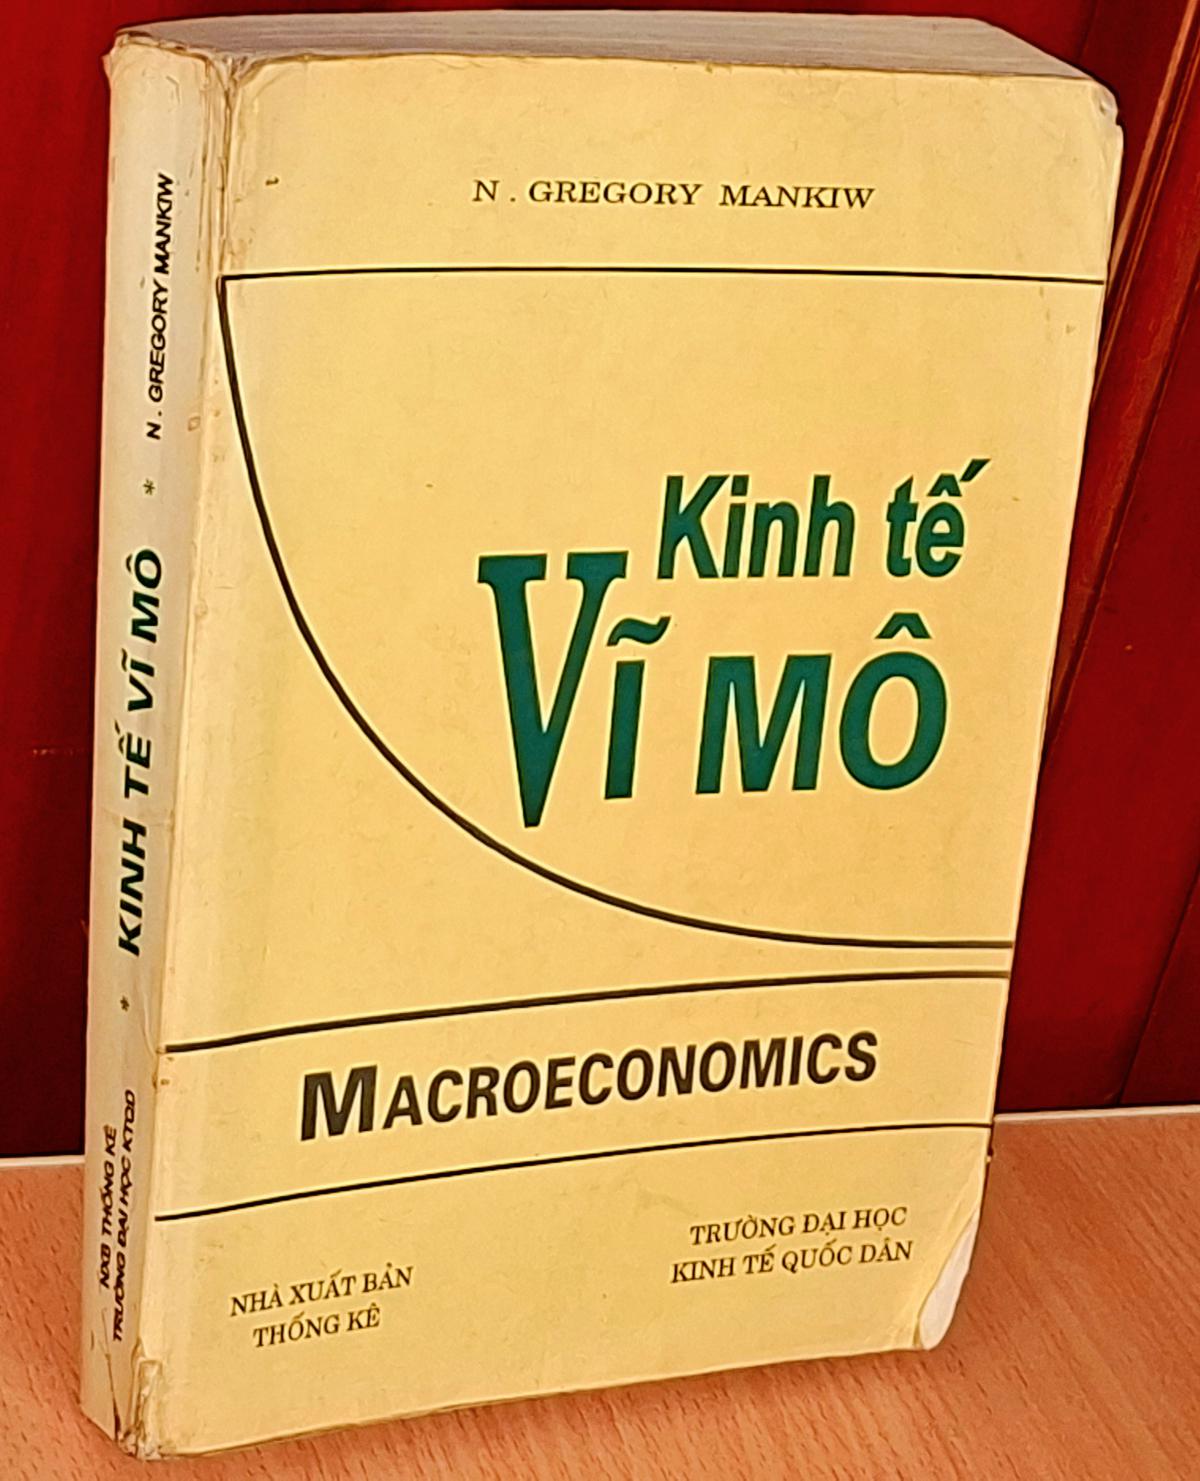 N . GREGORY MANKIW
Kinh tế
VĨ MÔ
MACROECONOMICS
NHÀ XUẤT BẢN
THỐNG KÊ
TRƯỜNG ĐẠI HỌC
KINH TẾ QUỐC DÂN
N . GREGORY MANKIW * KINH TẾ VĨ MÔ *
NXB THỐNG KÊ
TRƯỜNG ĐẠI HỌC KTQD